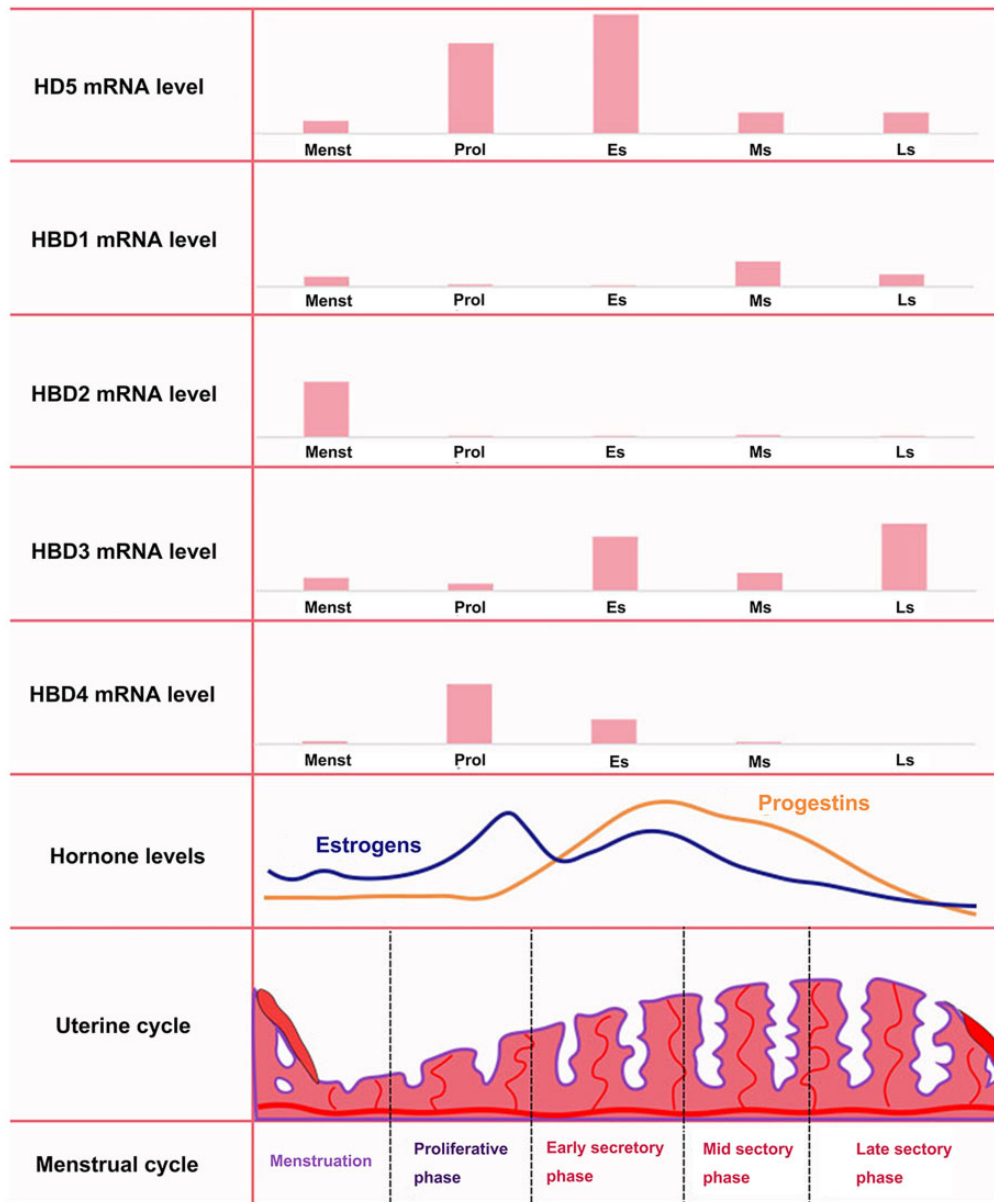 HD5 mRNA level
Menst Prol Es Ms Ls
HBD1 mRNA level
Menst Prol Es Ms Ls
HBD2 mRNA level
Menst Prol Es Ms Ls
HBD3 mRNA level
Menst Prol Es Ms Ls
HBD4 mRNA level
Menst Prol Es Ms Ls
Hornone levels
Estrogens
Progestins
Uterine cycle
Menstrual cycle
Menstruation
Proliferative
phase
Early secretory
phase
Mid sectory
phase
Late sectory
phase